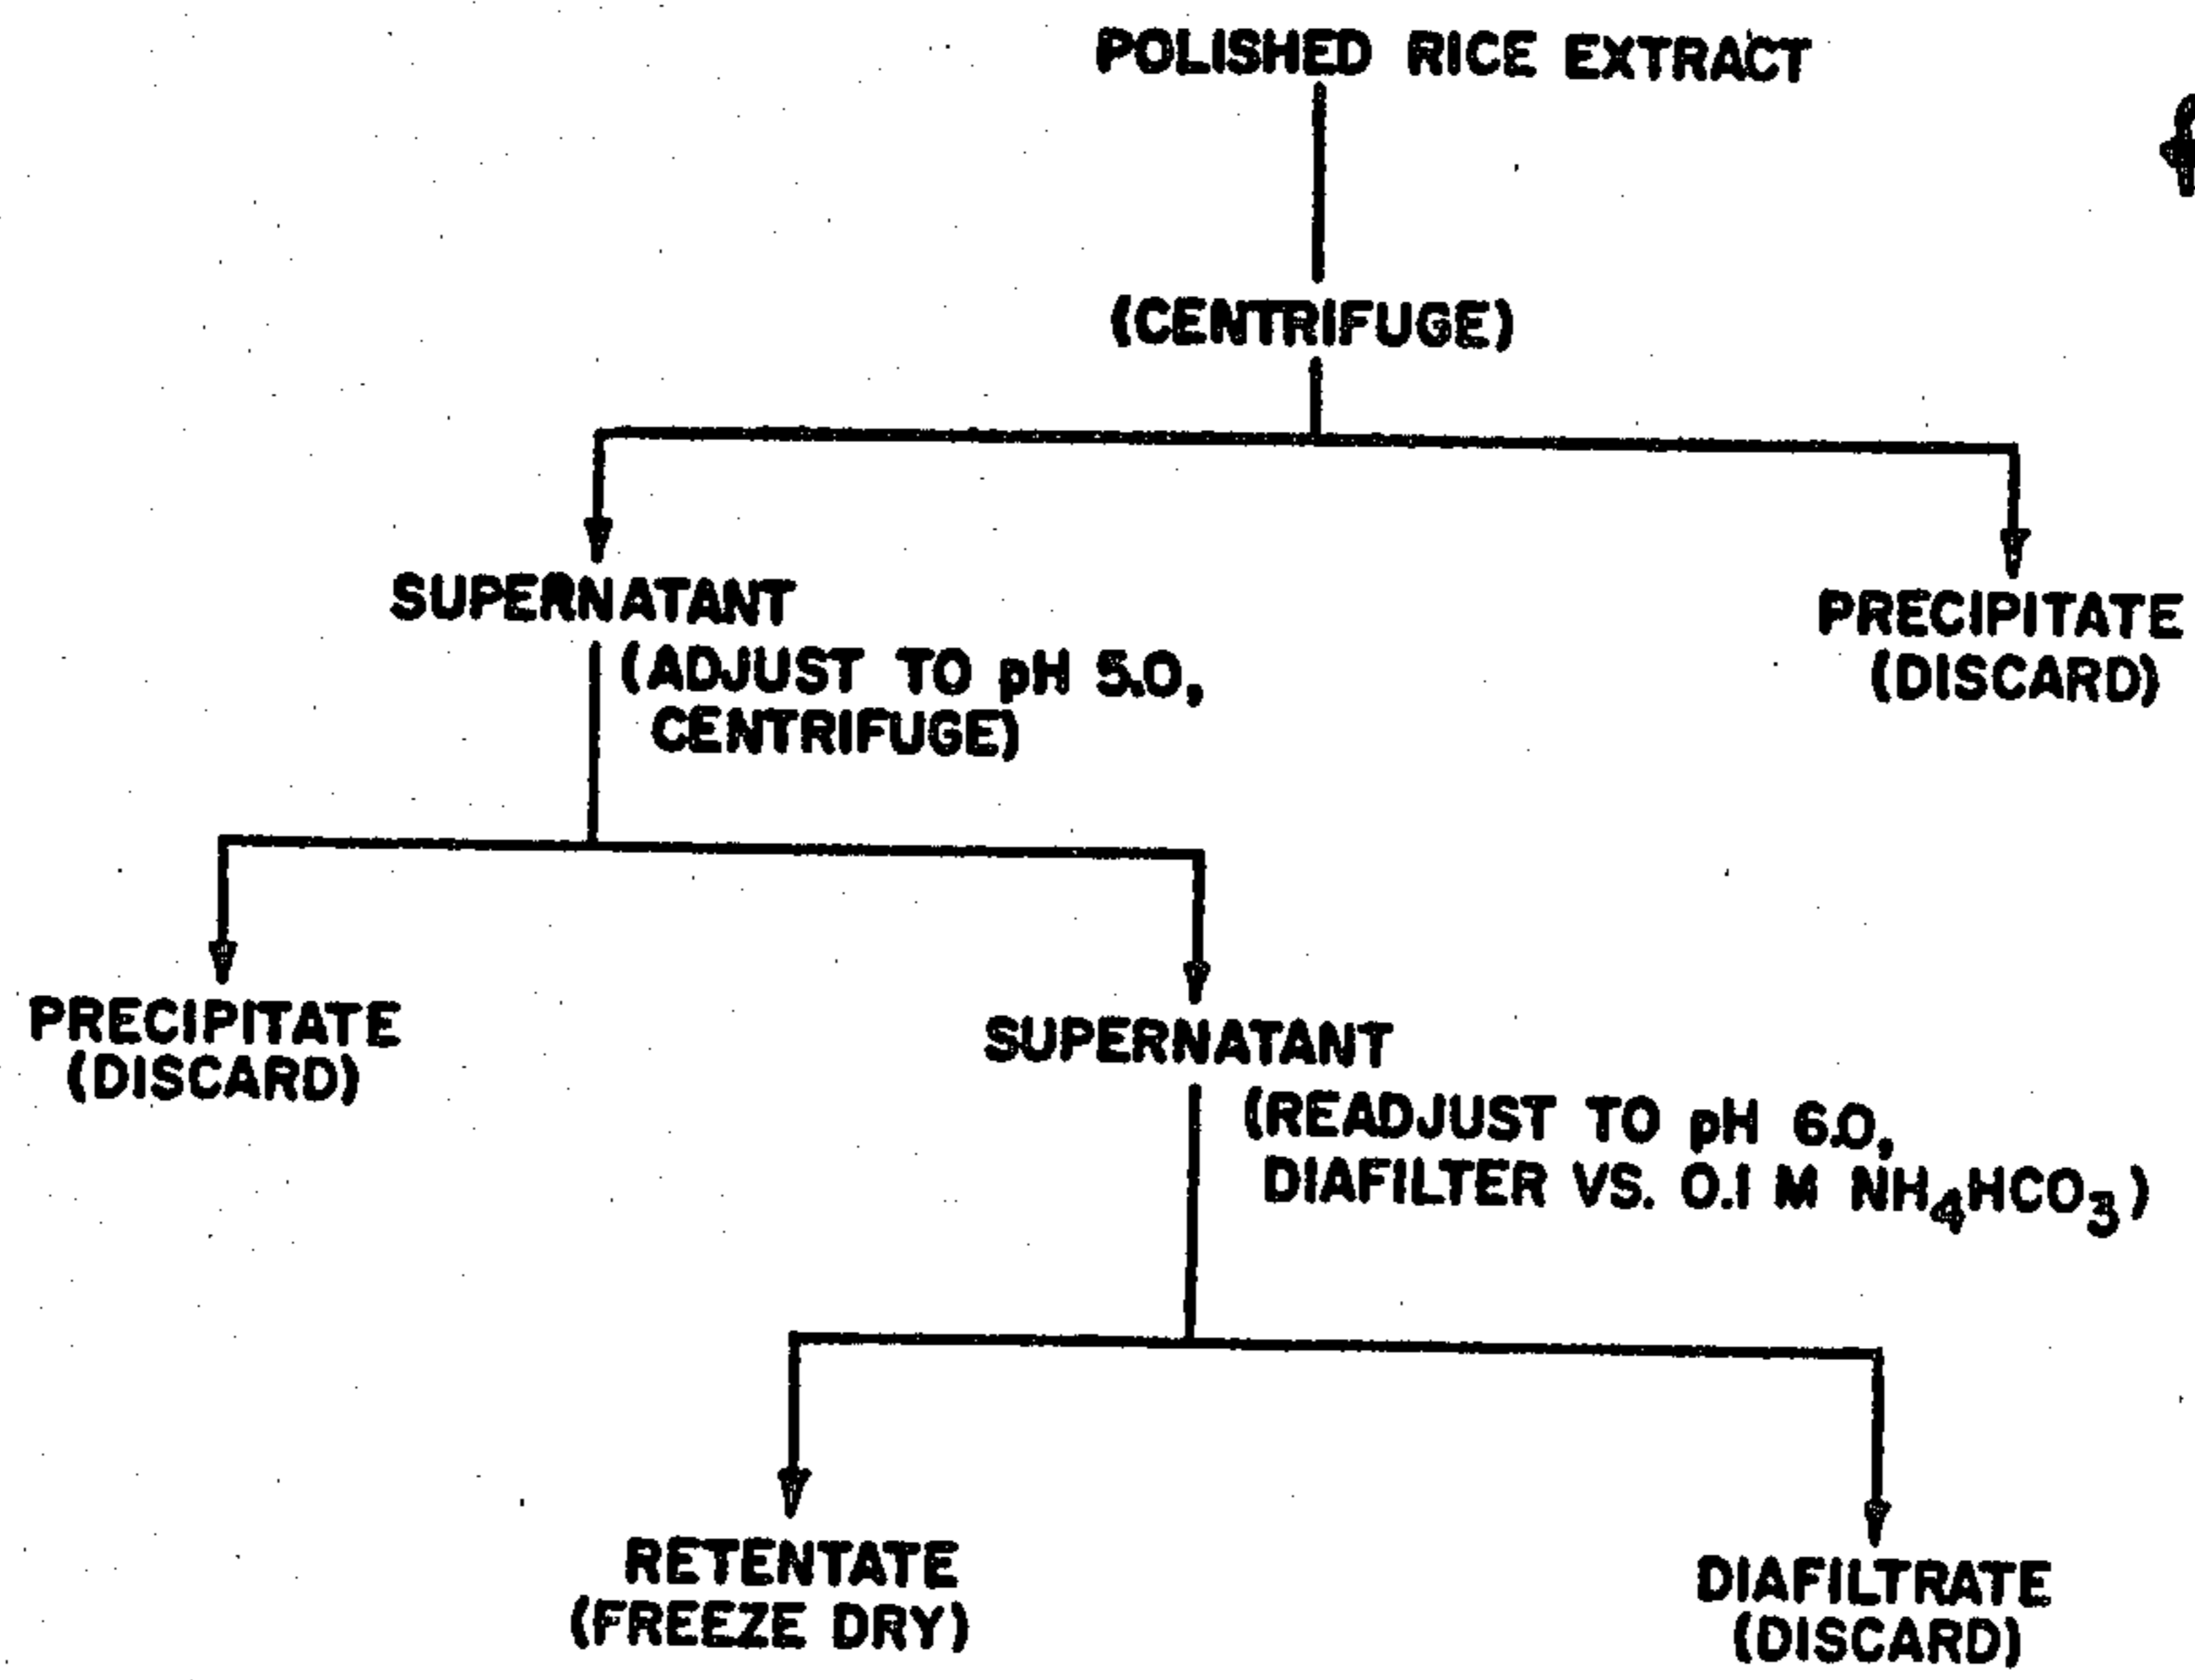 POLISHED RICE EXTRACT
(CENTRIFUGE)
SUPERNATANT
(ADJUST TO pH 5.0,
CENTRIFUGE)
PRECIPITATE
(DISCARD)
PRECIPITATE
(DISCARD)
SUPERNATANT
(READJUST TO pH 6.0,
DIAFILTER VS. 0.1 M NH₄HCO₃)
RETENTATE
(FREEZE DRY)
DIAFILTRATE
(DISCARD)